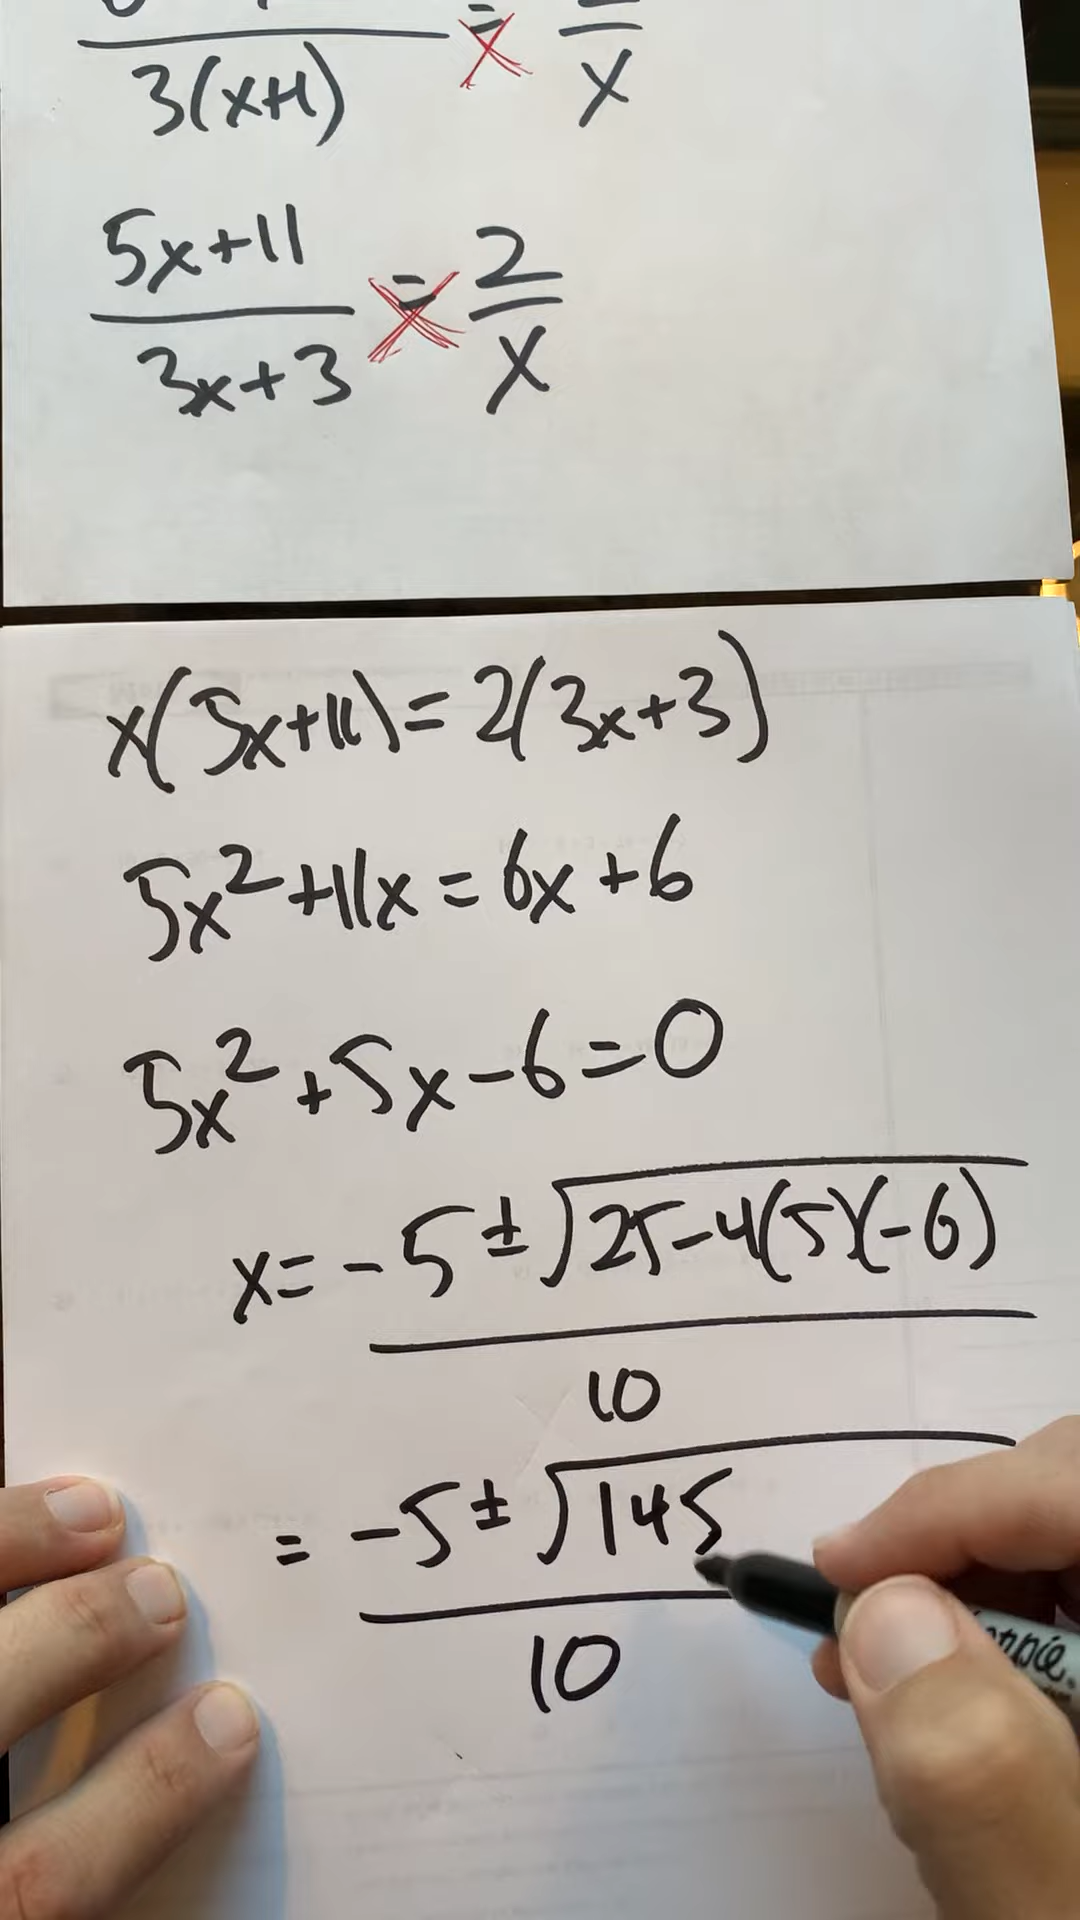 3(x+1) = x
5x+11 = 2
3x+3 x
x(5x+11)=2(3x+3)
5x²+11x=6x+6
5x²+5x-6=0
x= -5±√25-4(5)(-6)
10
= -5±√145
10